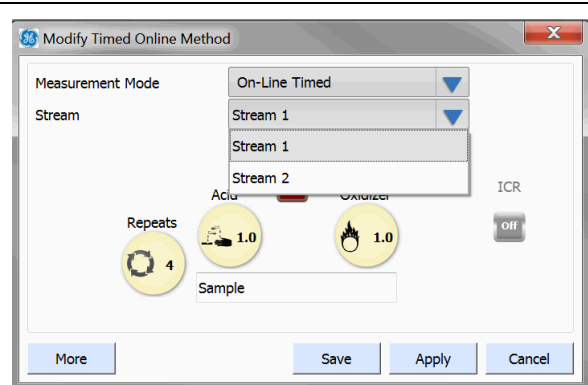 Modify Timed Online Method
X
Measurement Mode
On-Line Timed
Stream
Stream 1
Stream 1
Stream 2
Acid
Oxidizer
ICR
Repeats
1.0
1.0
Off
4
Sample
More
Save
Apply
Cancel